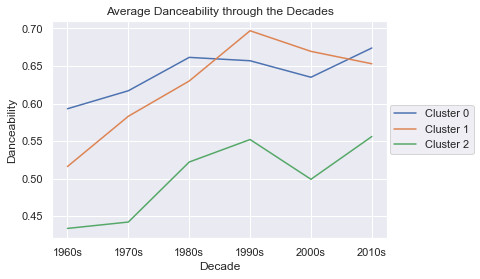 Average Danceability through the Decades
0.70
0.65
0.60
0.55
0.50
0.45
Danceability
1960s 1970s 1980s 1990s 2000s 2010s
Decade
Cluster 0
Cluster 1
Cluster 2